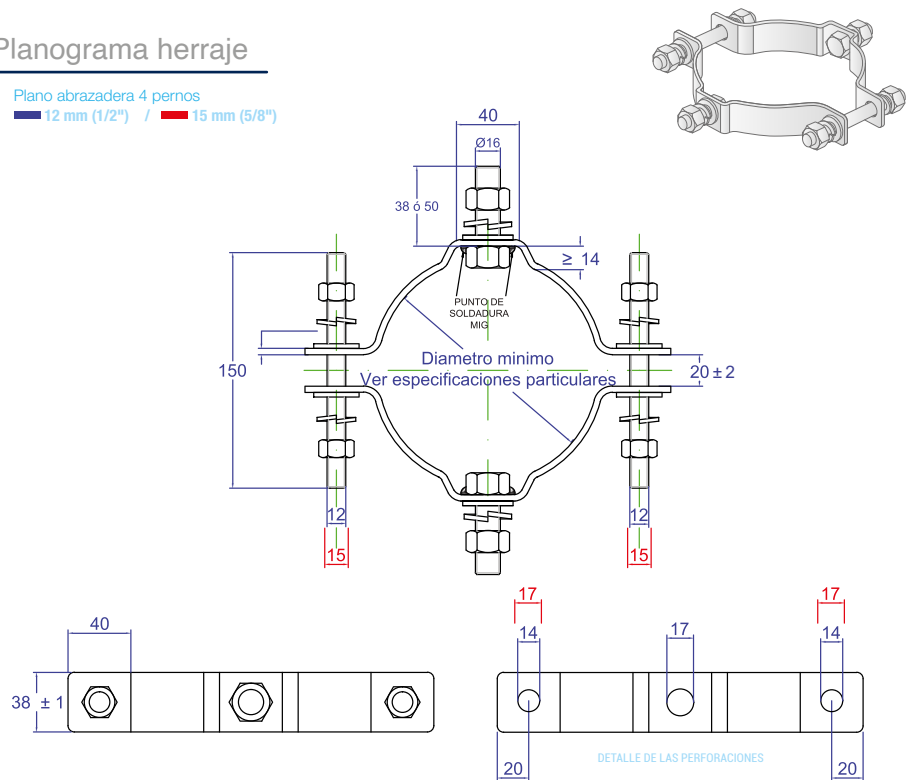 Planograma herraje
Plano abrazadera 4 pernos
12 mm (1/2") / 15 mm (5/8")
40
Ø16
38 ó 50
≥ 14
PUNTO DE
SOLDADURA
MIG
150
Diametro minimo
Ver especificaciones particulares
20 ± 2
12
12
15
15
40
38 ± 1
17
17
14
17
14
20
DETALLE DE LAS PERFORACIONES
20